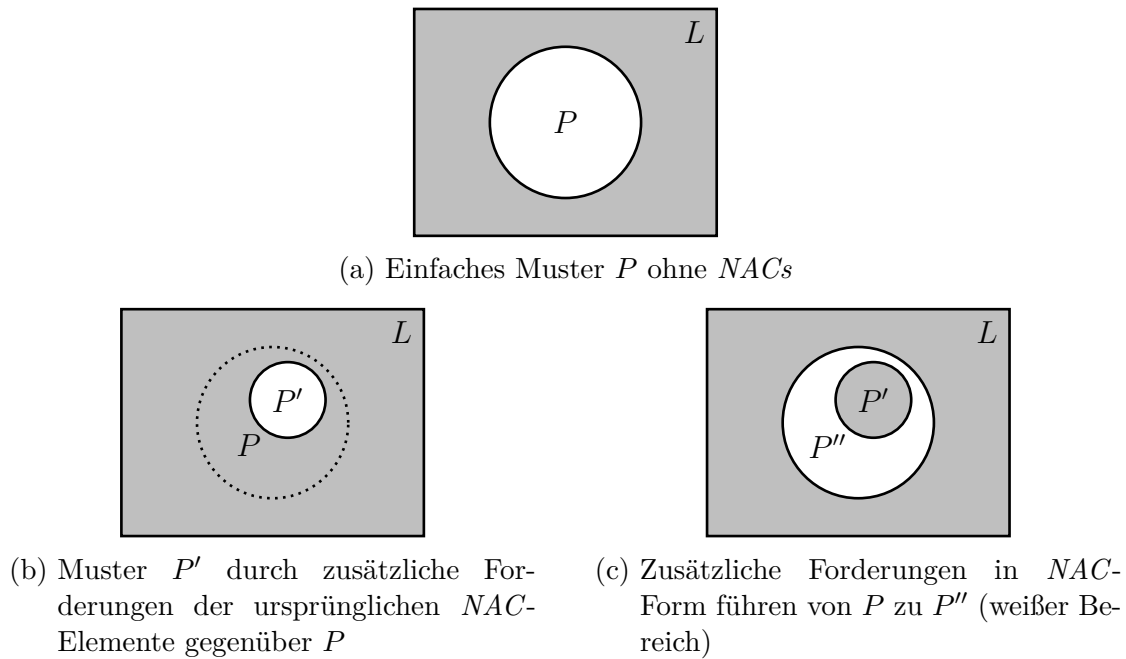 L
P
(a) Einfaches Muster P ohne NACs
L
P′
P
(b) Muster P′ durch zusätzliche For-
derungen der ursprünglichen NAC-
Elemente gegenüber P
L
P′
P″
(c) Zusätzliche Forderungen in NAC-
Form führen von P zu P″ (weißer Be-
reich)